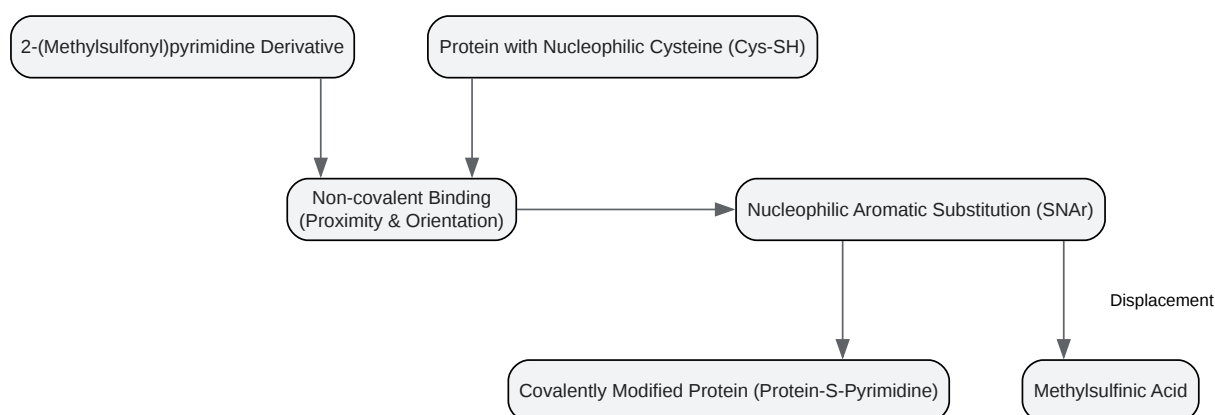 2-(Methylsulfonyl)pyrimidine Derivative
Protein with Nucleophilic Cysteine (Cys-SH)
Non-covalent Binding
(Proximity & Orientation)
Nucleophilic Aromatic Substitution (SNAr)
Displacement
Covalently Modified Protein (Protein-S-Pyrimidine)
Methylsulfinic Acid